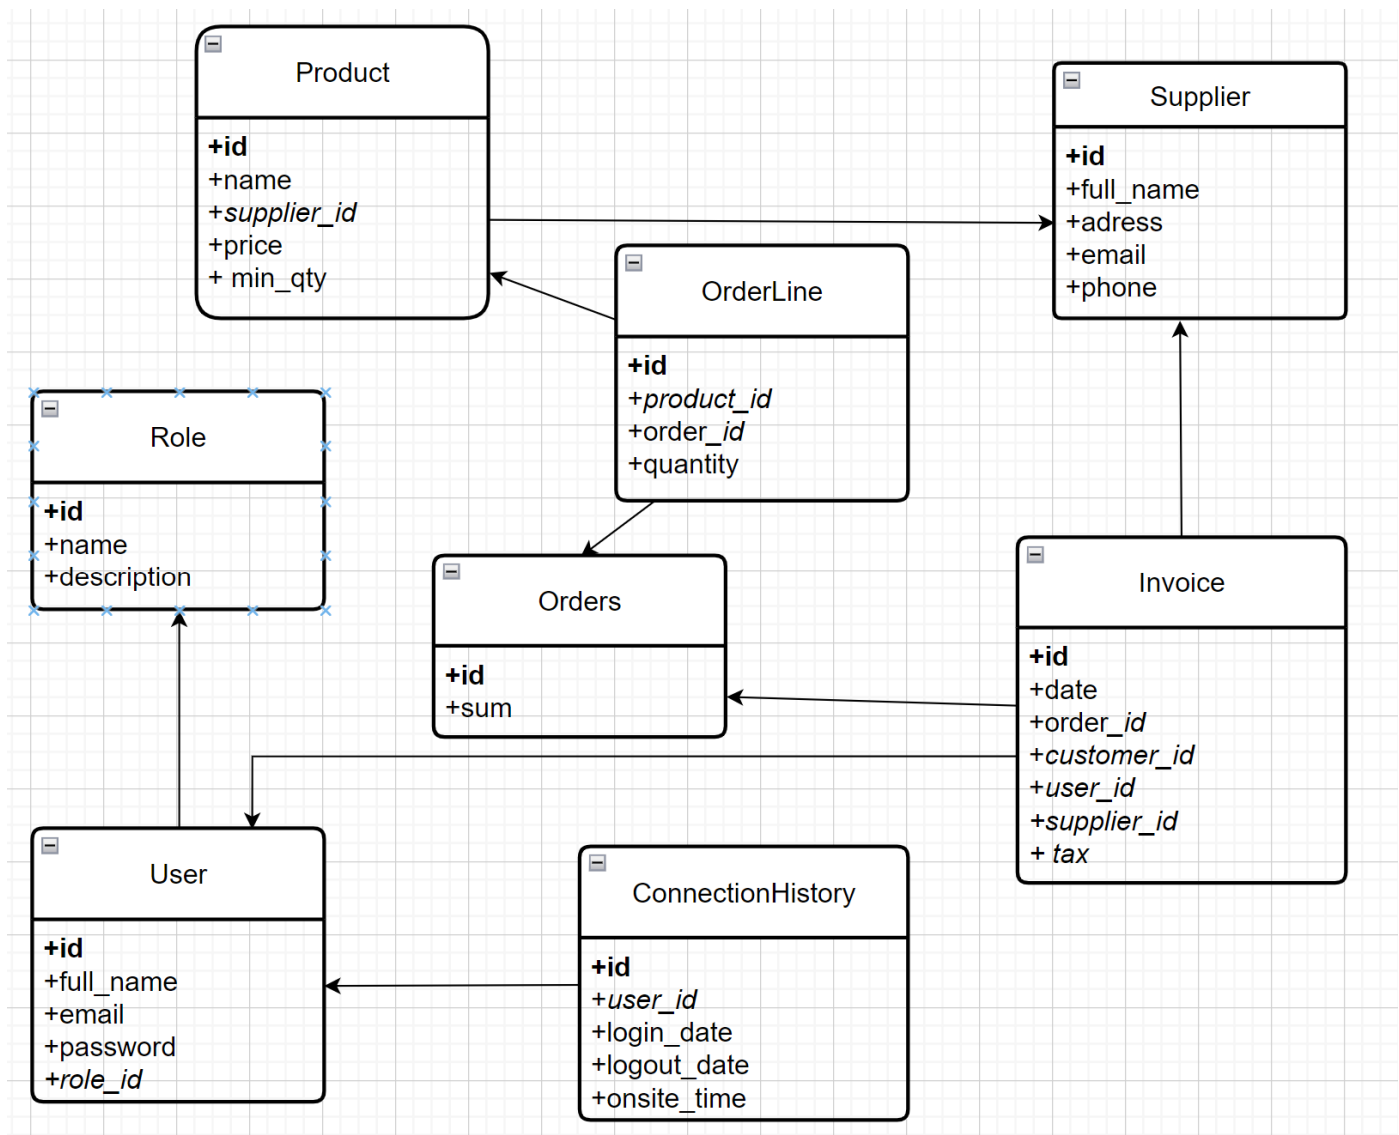 Product
+id
+name
+supplier_id
+price
+ min_qty
Supplier
+id
+full_name
+adress
+email
+phone
OrderLine
+id
+product_id
+order_id
+quantity
Role
+id
+name
+description
Orders
+id
+sum
Invoice
+id
+date
+order_id
+customer_id
+user_id
+supplier_id
+ tax
User
+id
+full_name
+email
+password
+role_id
ConnectionHistory
+id
+user_id
+login_date
+logout_date
+onsite_time